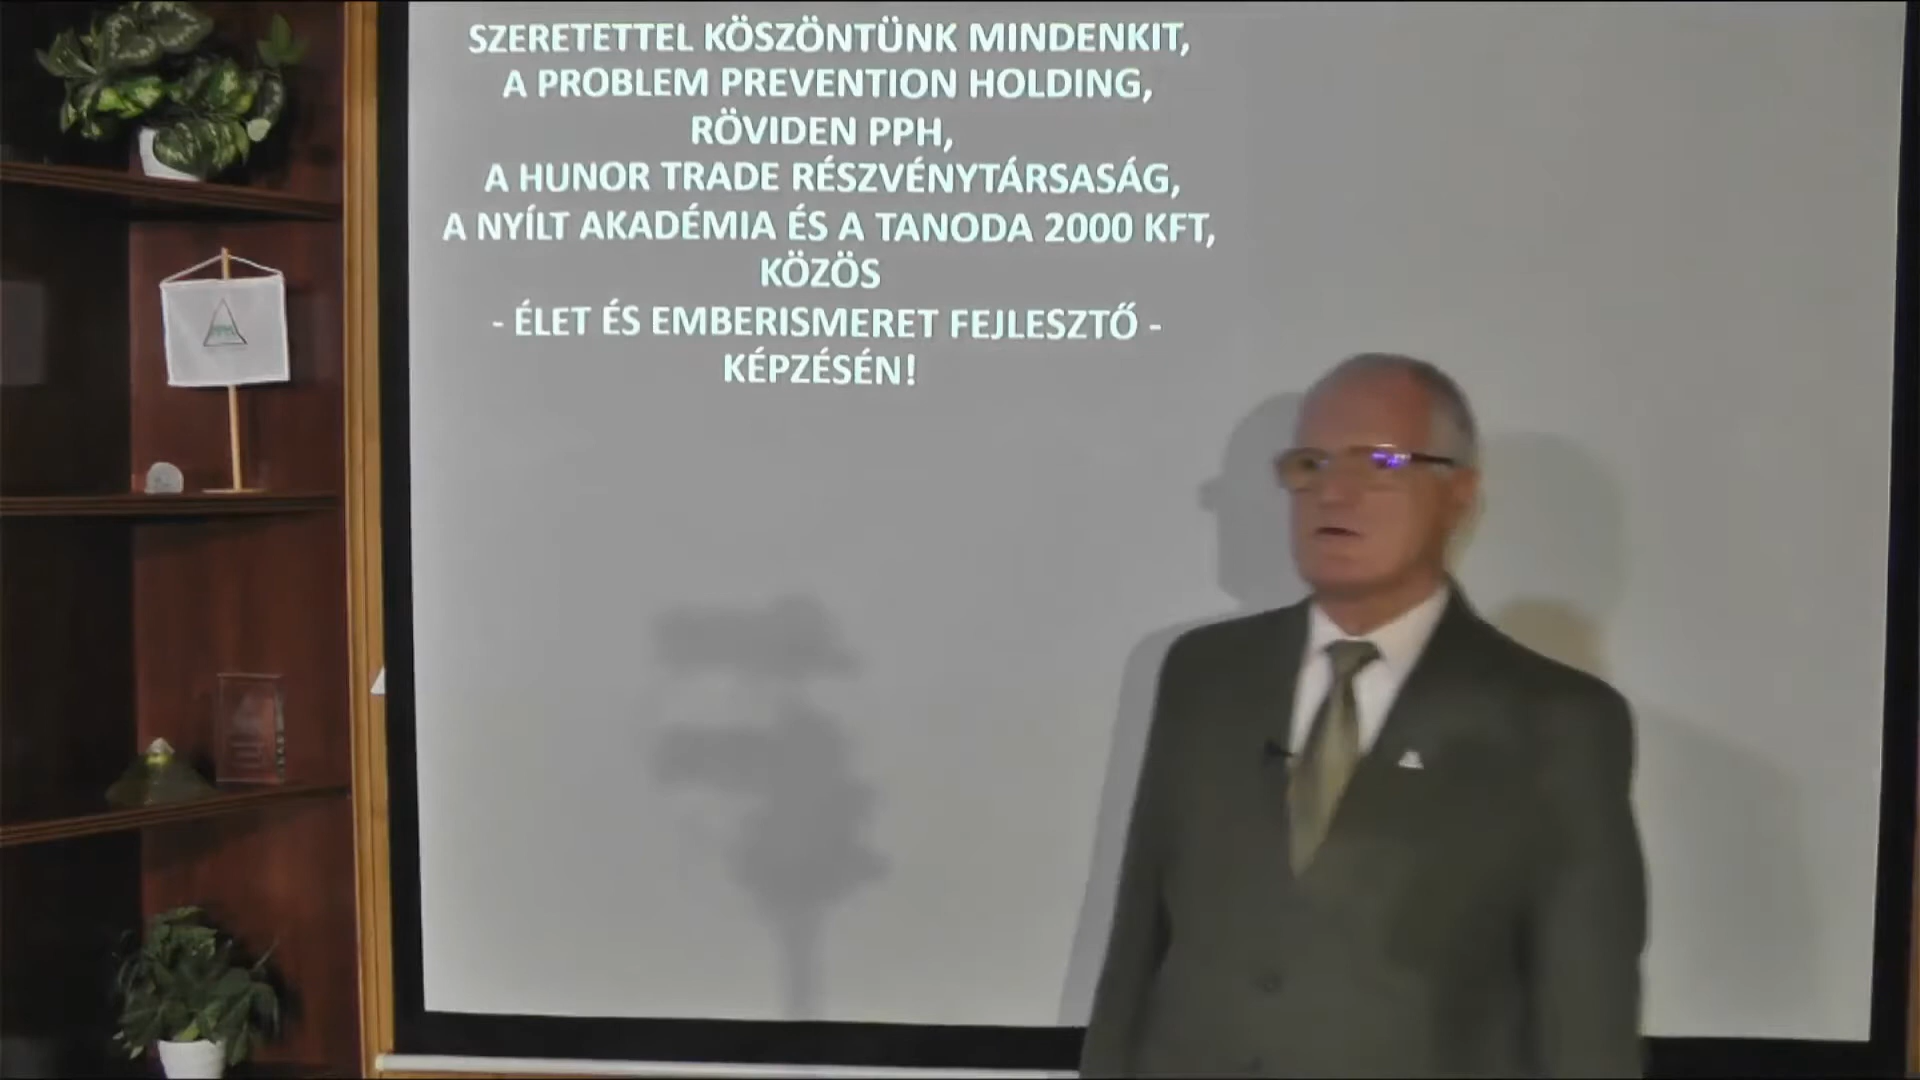 SZERETETTEL KÖSZÖNTÜNK MINDENKIT,
A PROBLEM PREVENTION HOLDING,
RÖVIDEN PPH,
A HUNOR TRADE RÉSZVÉNYTÁRSASÁG,
A NYÍLT AKADÉMIA ÉS A TANODA 2000 KFT,
KÖZÖS
- ÉLET ÉS EMBERISMERET FEJLESZTŐ -
KÉPZÉSÉN!